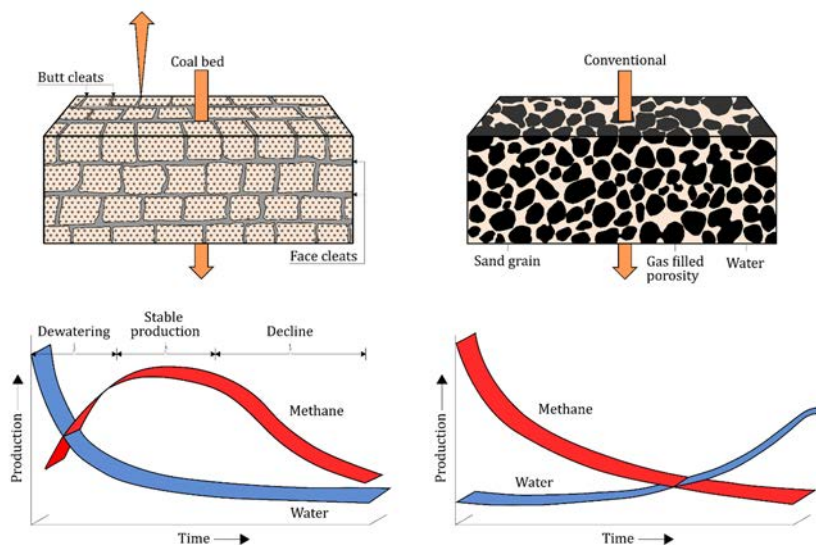 Coal bed
Butt cleats
Face cleats
Conventional
Sand grain
Gas filled
porosity
Water
Dewatering
Stable
production
Decline
Production
Methane
Water
Time
Production
Methane
Water
Time